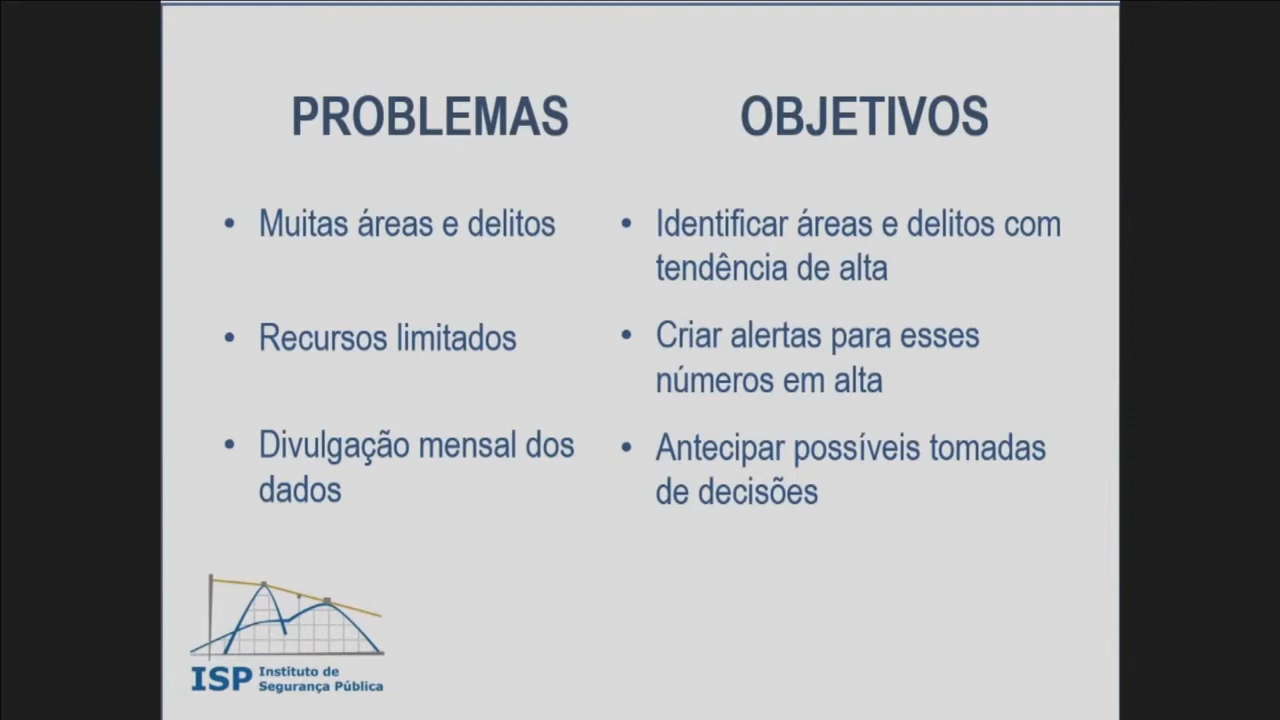 PROBLEMAS
• Muitas áreas e delitos
• Recursos limitados
• Divulgação mensal dos
dados
OBJETIVOS
• Identificar áreas e delitos com
tendência de alta
• Criar alertas para esses
números em alta
• Antecipar possíveis tomadas
de decisões
ISP Instituto de
Segurança Pública